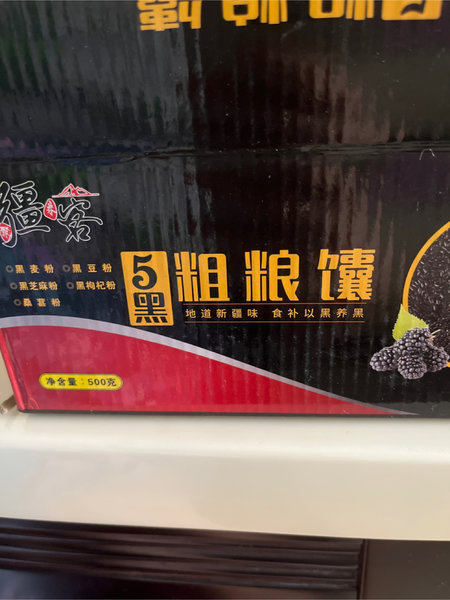 疆客
黑麦粉 黑豆粉
黑芝麻粉 黑枸杞粉
桑葚粉
5黑
粗粮馕
地道新疆味 食补以黑养黑
净含量：500克